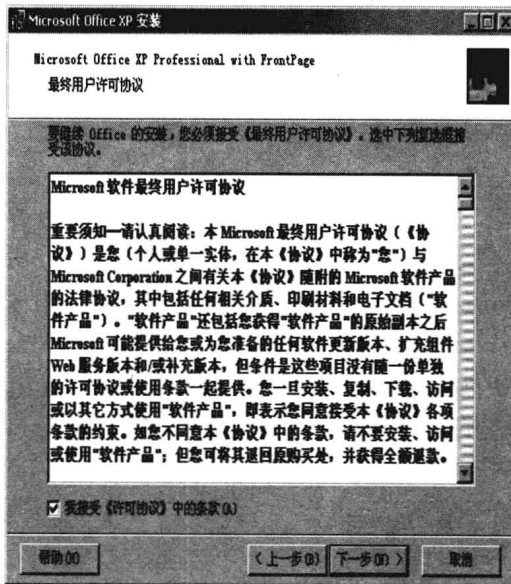 Microsoft Office XP 安装
Microsoft Office XP Professional with FrontPage
最终用户许可协议
要继续 Office 的安装，您必须接受《最终用户许可协议》。选中下列复选框接
受该协议。
Microsoft 软件最终用户许可协议
重要须知—请认真阅读：本 Microsoft 最终用户许可协议（《协
议》）是您（个人或单一实体，在本《协议》中称为"您"）与
Microsoft Corporation 之间有关本《协议》随附的 Microsoft 软件产品
的法律协议，其中包括任何相关介质、印刷材料和电子文档（"软
件产品"）。"软件产品"还包括您获得"软件产品"的原始副本之后
Microsoft 可能提供给您或为您准备的任何软件更新版本、扩充组件
Web 服务版本和/或补充版本，但条件是这些项目没有随一份单独
的许可协议或使用条款一起提供。您一旦安装、复制、下载、访问
或以其它方式使用"软件产品"，即表示您同意接受本《协议》各项
条款的约束。如您不同意本《协议》中的条款，请不要安装、访问
或使用"软件产品"；但您可将其退回原购买处，并获得全额退款。
我接受《许可协议》中的条款(A)
帮助(H)
<上一步(B)
下一步(N) >
取消